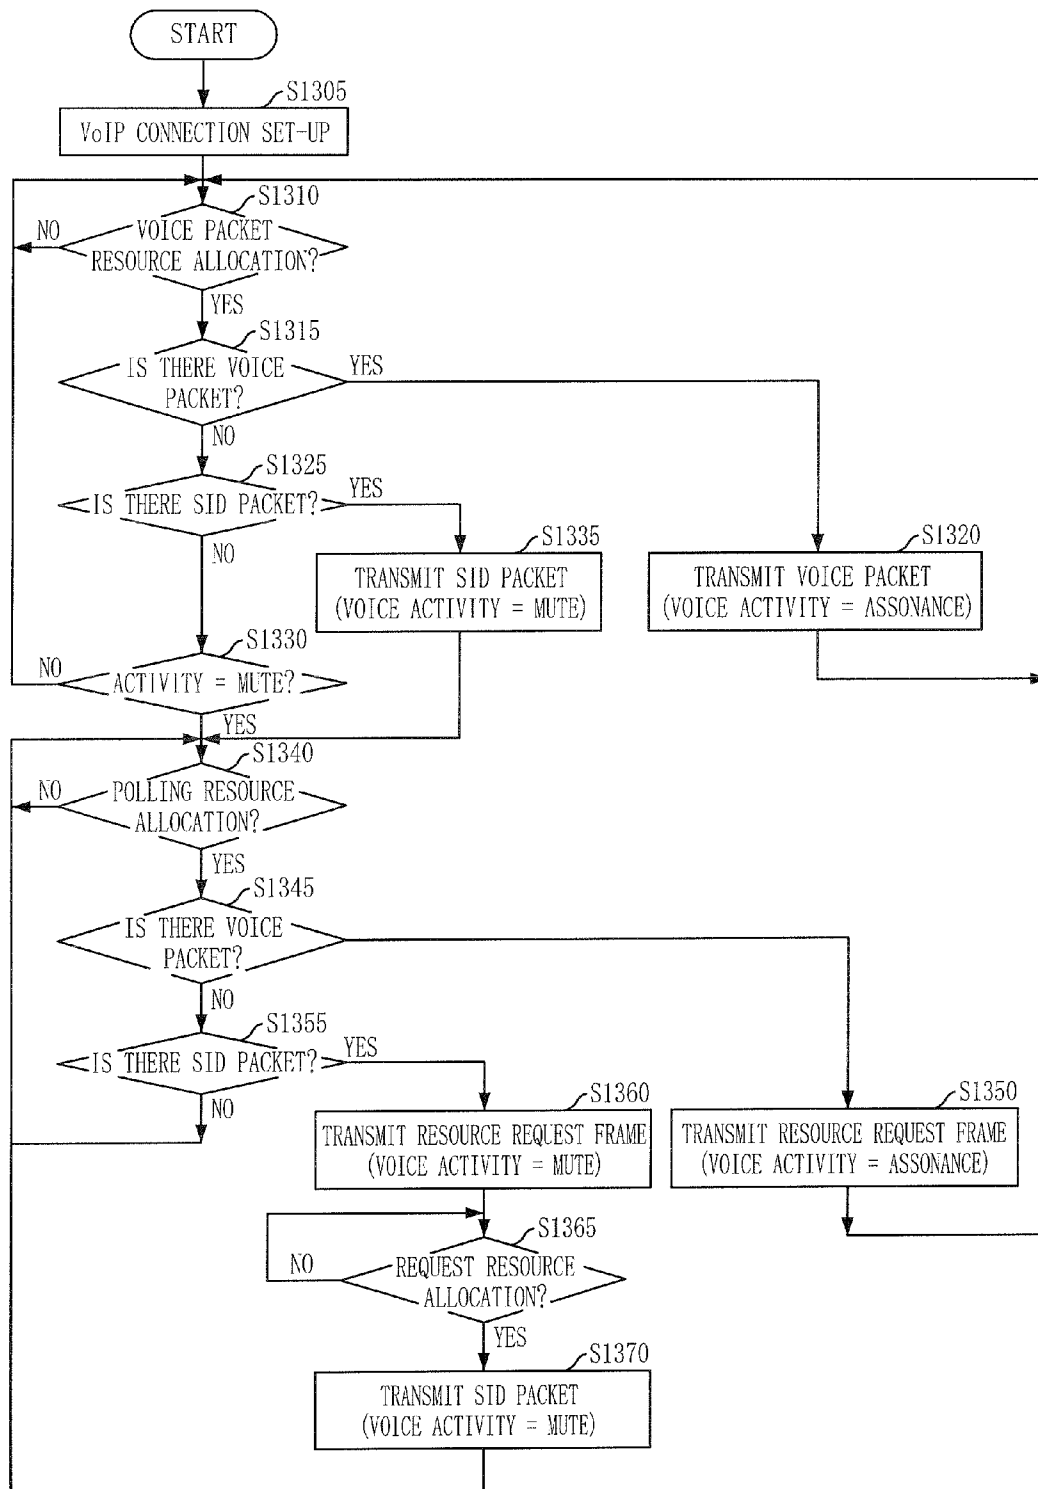 START
S1305
VoIP CONNECTION SET-UP
S1310
NO
VOICE PACKET
RESOURCE ALLOCATION?
YES
S1315
IS THERE VOICE
PACKET?
YES
NO
S1325
IS THERE SID PACKET?
YES
NO
S1335
TRANSMIT SID PACKET
(VOICE ACTIVITY = MUTE)
S1320
TRANSMIT VOICE PACKET
(VOICE ACTIVITY = ASSONANCE)
S1330
NO
ACTIVITY = MUTE?
YES
S1340
NO
POLLING RESOURCE
ALLOCATION?
YES
S1345
IS THERE VOICE
PACKET?
NO
S1355
IS THERE SID PACKET?
YES
NO
S1360
TRANSMIT RESOURCE REQUEST FRAME
(VOICE ACTIVITY = MUTE)
S1350
TRANSMIT RESOURCE REQUEST FRAME
(VOICE ACTIVITY = ASSONANCE)
S1365
NO
REQUEST RESOURCE
ALLOCATION?
YES
S1370
TRANSMIT SID PACKET
(VOICE ACTIVITY = MUTE)